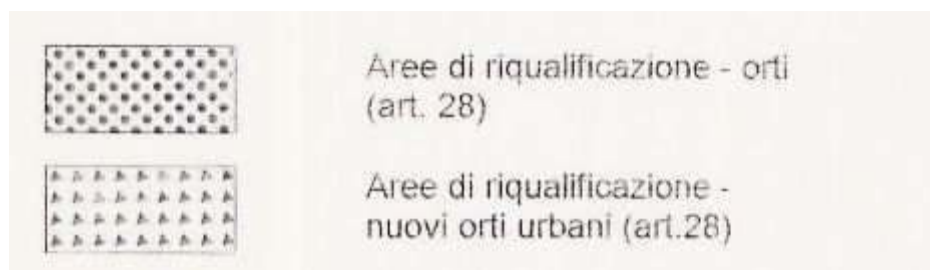 Aree di riqualificazione - orti
(art. 28)
Aree di riqualificazione -
nuovi orti urbani (art.28)